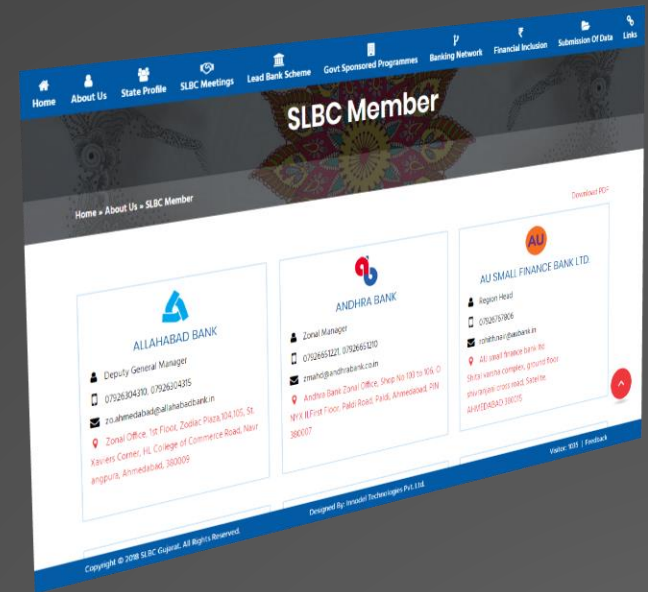 Home
About Us
State Profile
SLBC Meetings
Lead Bank Scheme
Govt Sponsored Programmes
Banking Network
Financial Inclusion
Submission Of Data
Links
SLBC Member
Home » About Us » SLBC Member
Download PDF
ALLAHABAD BANK
Deputy General Manager
07926304310, 07926304315
zo.ahmedabad@allahabadbank.in
Zonal Office, 1st Floor, Zodiac Plaza,104,105, St.
Xaviers Corner, HL College of Commerce Road, Navr
angpura, Ahmedabad, 380009
ANDHRA BANK
Zonal Manager
07926651221, 07926651210
zmahd@andhrabank.co.in
Andhra Bank Zonal Office, Shop No 100 to 106, O
NYX II,First Floor, Paldi Road, Paldi, Ahmedabad, PIN
380007
AU
AU SMALL FINANCE BANK LTD.
Region Head
07926767806
rohith.nair@aubank.in
AU small finance bank ltd
Shital varsha complex, ground floor
shivranjani cross road, Satelite
AHMEDABAD 380015
Copyright © 2018 SLBC Gujarat. All Rights Reserved.
Designed By: Innodel Technologies Pvt. Ltd.
Visitor: 1035 | Feedback